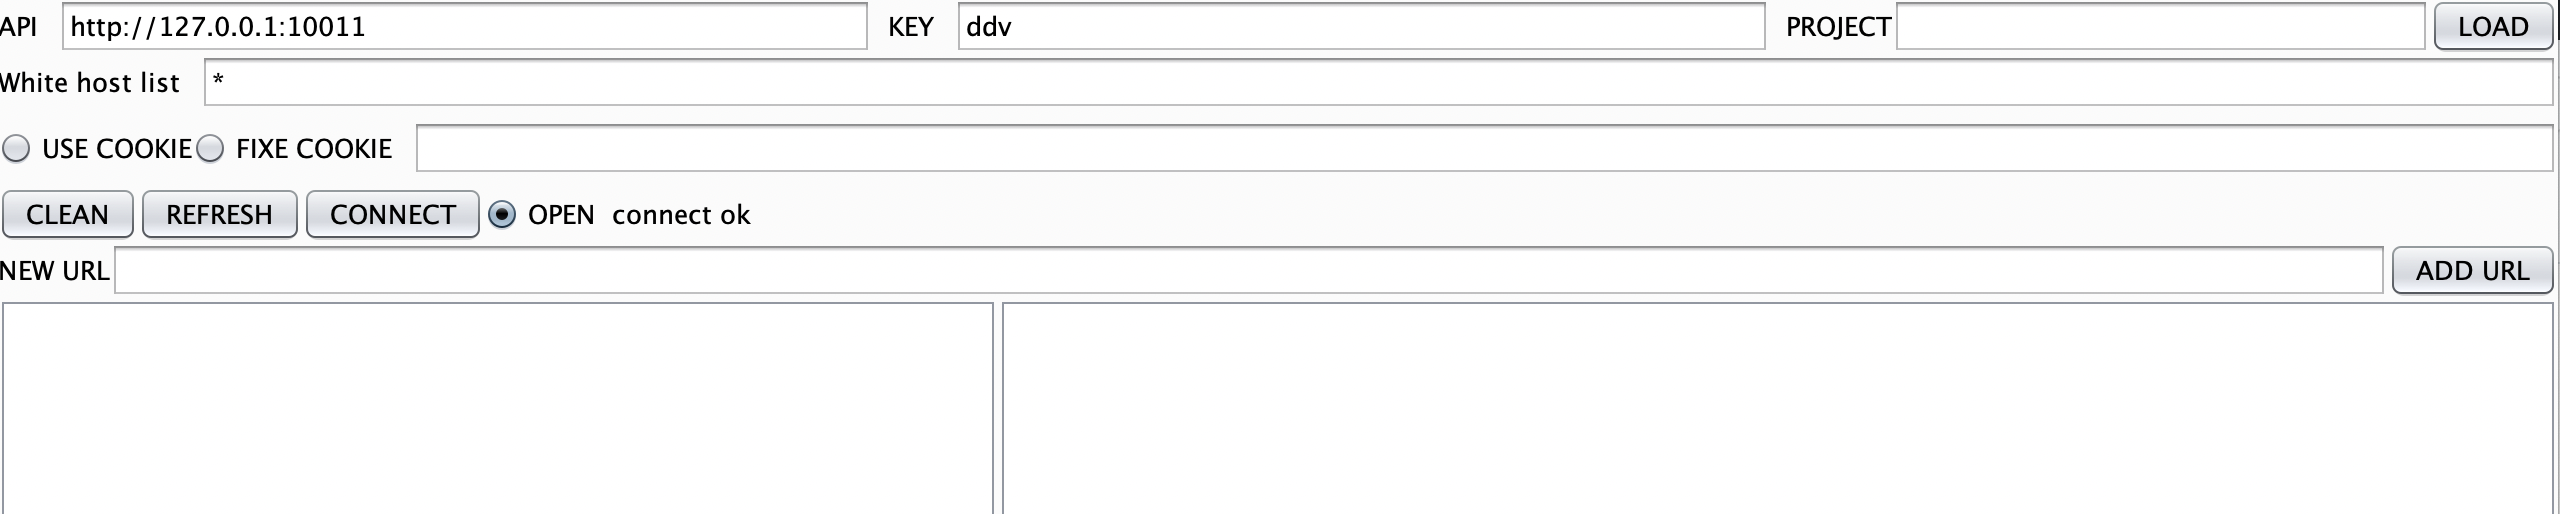 API http://127.0.0.1:10011 KEY ddv PROJECT LOAD
White host list *
USE COOKIE FIXE COOKIE
CLEAN REFRESH CONNECT OPEN connect ok
NEW URL ADD URL